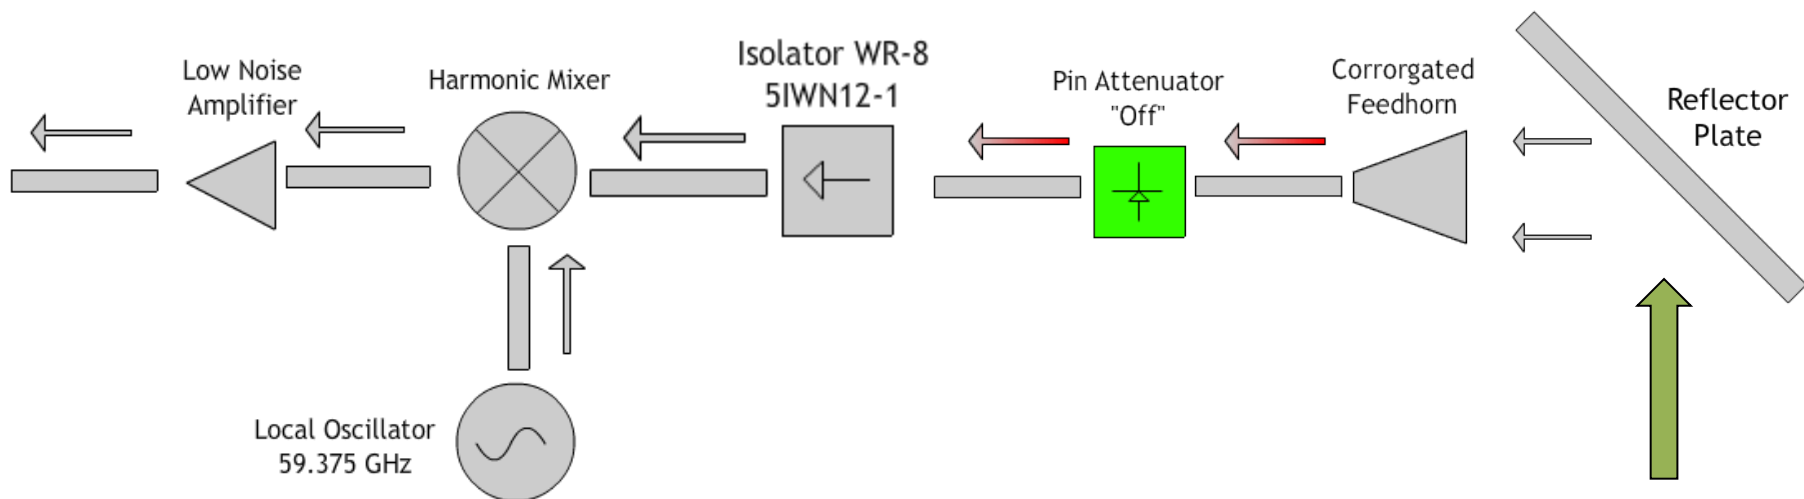 Low Noise
Amplifier
Harmonic Mixer
Isolator WR-8
5IWN12-1
Pin Attenuator
"Off"
Corrorgated
Feedhorn
Reflector
Plate
Local Oscillator
59.375 GHz